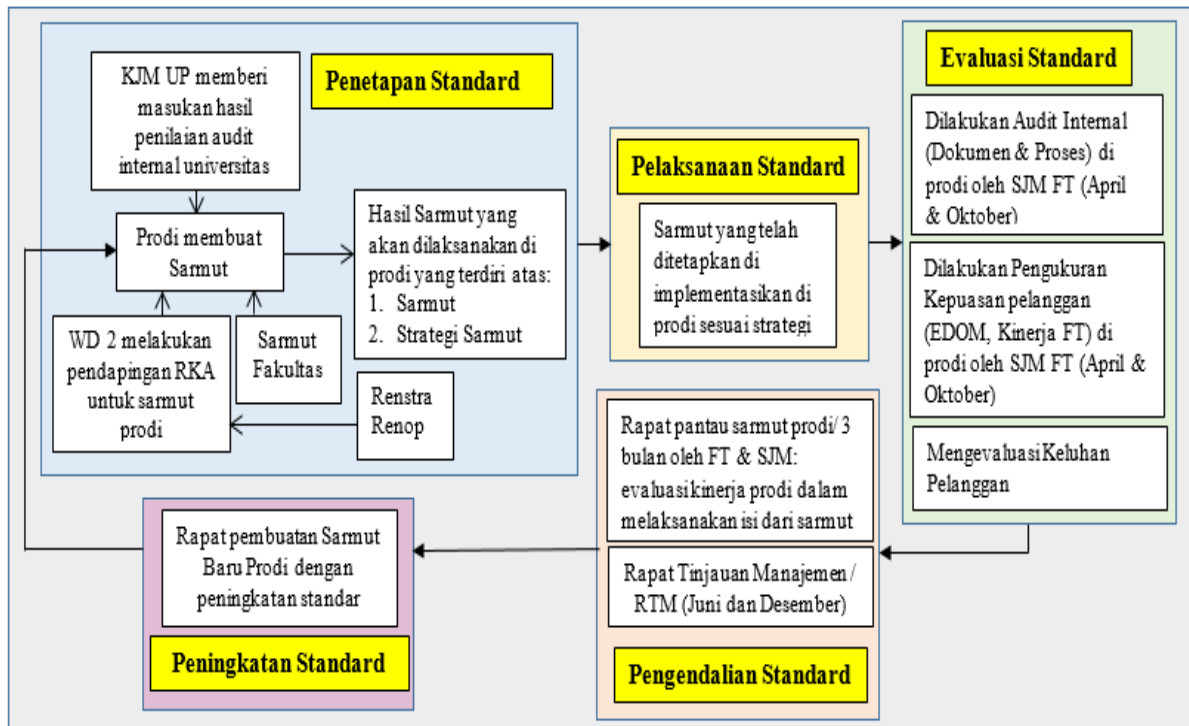 Penetapan Standard
KJM UP memberi
masukan hasil
penilaian audit
internal universitas
Prodi membuat
Sarmut
WD 2 melakukan
pendapingan RKA
untuk sarmut
prodi
Sarmut
Fakultas
Renstra
Renop
Hasil Sarmut yang
akan dilaksanakan di
prodi yang terdiri atas:
1. Sarmut
2. Strategi Sarmut
Pelaksanaan Standard
Sarmut yang telah
ditetapkan di
implementasikan di
prodi sesuai strategi
Evaluasi Standard
Dilakukan Audit Internal
(Dokumen & Proses) di
prodi oleh SJM FT (April
& Oktober)
Dilakukan Pengukuran
Kepuasan pelanggan
(EDOM, Kinerja FT) di
prodi oleh SJM FT (April &
Oktober)
Mengevaluasi Keluhan
Pelanggan
Rapat pantau sarmut prodi/ 3
bulan oleh FT & SJM:
evaluasi kinerja prodi dalam
melaksanakan isi dari sarmut
Rapat Tinjauan Manajemen /
RTM (Juni dan Desember)
Pengendalian Standard
Rapat pembuatan Sarmut
Baru Prodi dengan
peningkatan standar
Peningkatan Standard